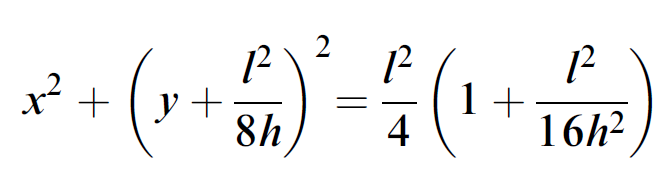 x² + (y + l²/8h)² = l²/4 (1 + l²/16h²)